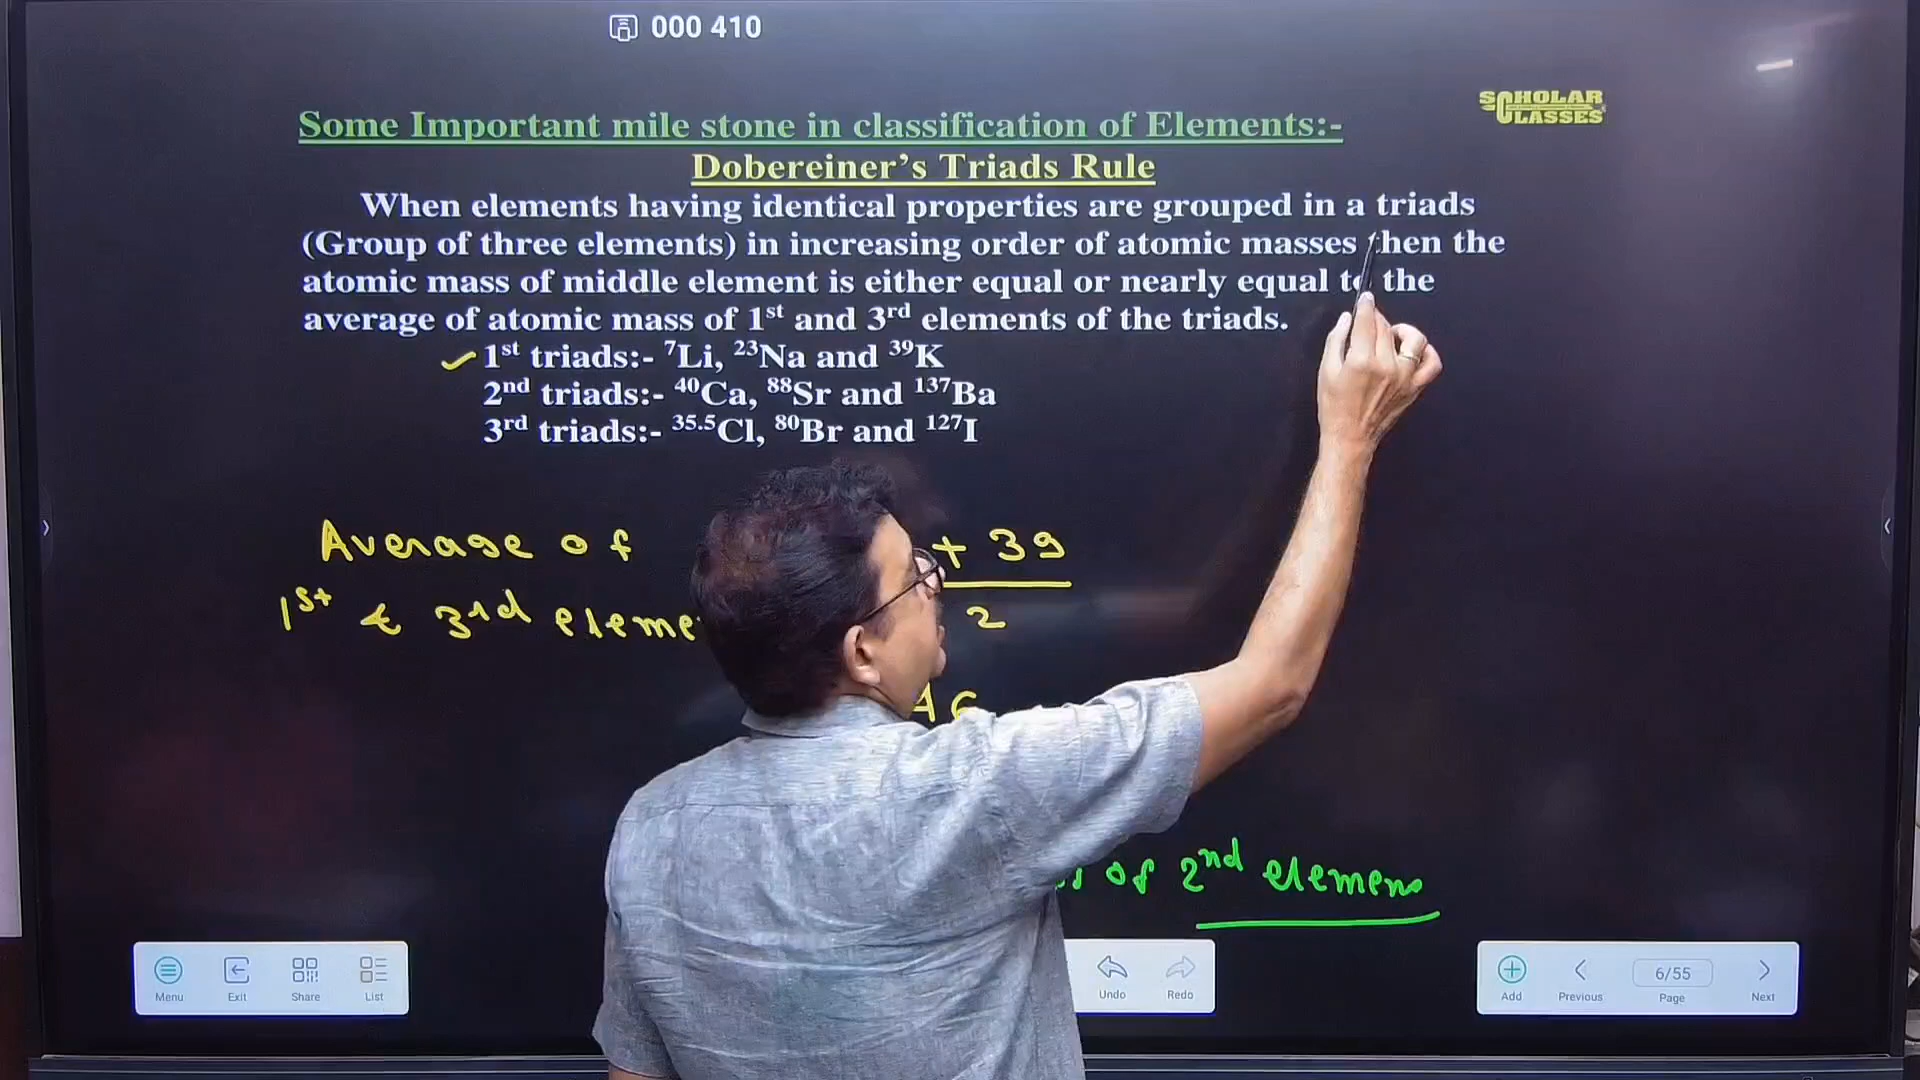 000 410
SCHOLAR
CLASSES
Some Important mile stone in classification of Elements:-
Dobereiner’s Triads Rule
When elements having identical properties are grouped in a triads
(Group of three elements) in increasing order of atomic masses then the
atomic mass of middle element is either equal or nearly equal to the
average of atomic mass of 1st and 3rd elements of the triads.
1st triads:- 7Li, 23Na and 39K
2nd triads:- 40Ca, 88Sr and 137Ba
3rd triads:- 35.5Cl, 80Br and 127I
Average of + 39
1st & 3rd 2
of 2nd
Menu Exit Share List Undo Redo Add Previous 6/55 Page Next